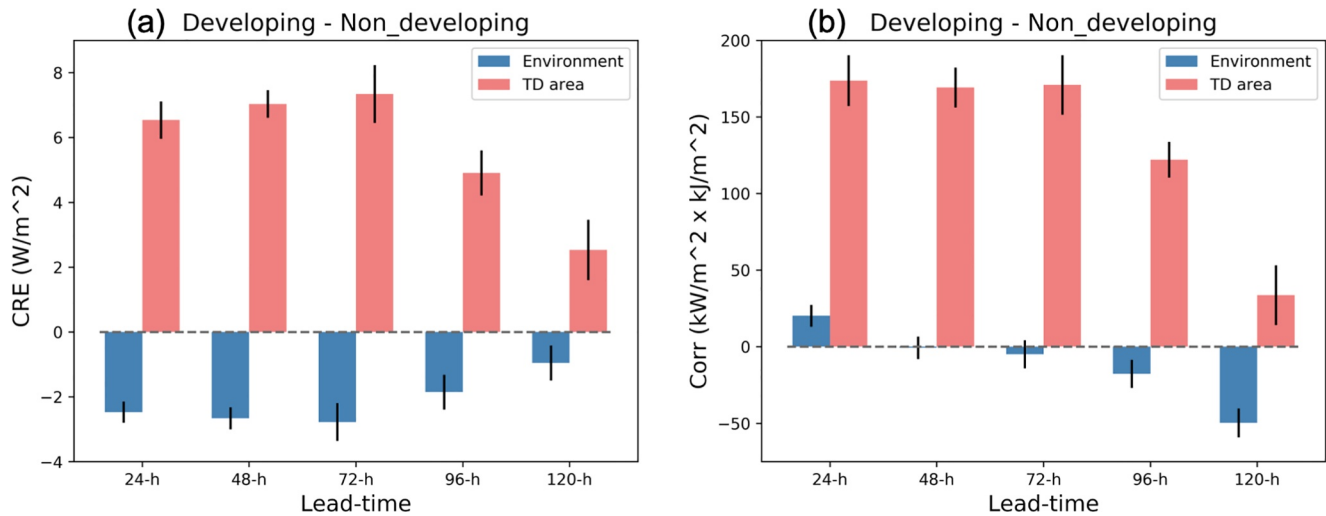 (a) Developing - Non_developing
CRE (W/m^2)
8
6
4
2
0
−2
−4
Environment
TD area
24-h 48-h 72-h 96-h 120-h
Lead-time
(b) Developing - Non_developing
Corr (kW/m^2 x kJ/m^2)
200
150
100
50
0
−50
Environment
TD area
24-h 48-h 72-h 96-h 120-h
Lead-time